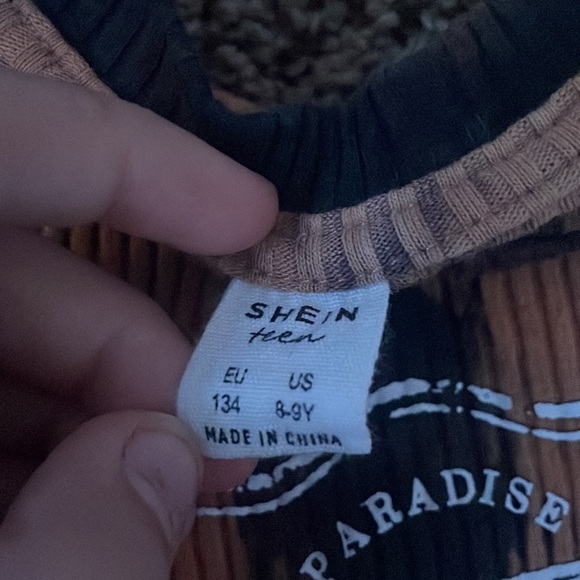 SHEIN
teen
EU US
134 8-9Y
MADE IN CHINA
PARADISE